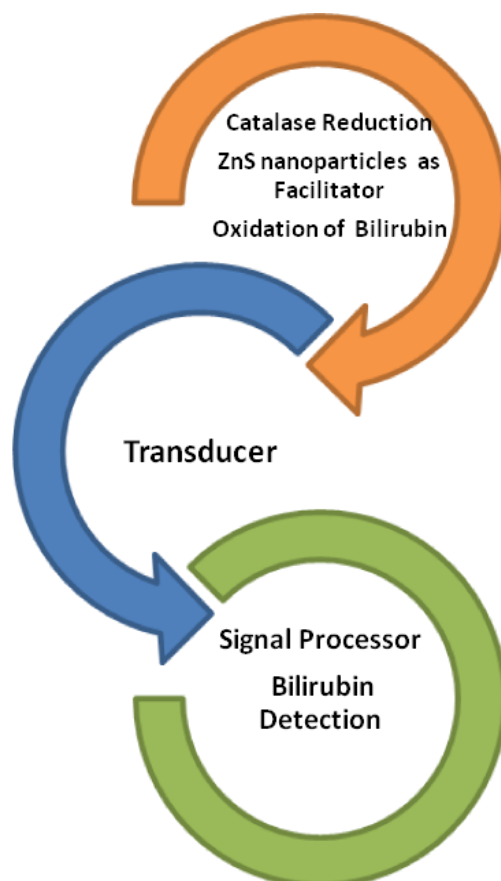 Catalase Reduction
ZnS nanoparticles as
Facilitator
Oxidation of Bilirubin
Transducer
Signal Processor
Bilirubin
Detection